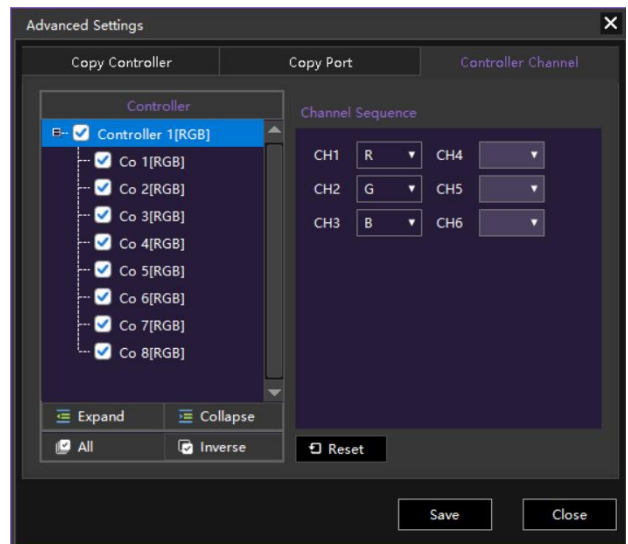 Advanced Settings
Copy Controller Copy Port Controller Channel
Controller
Controller 1[RGB]
Co 1[RGB]
Co 2[RGB]
Co 3[RGB]
Co 4[RGB]
Co 5[RGB]
Co 6[RGB]
Co 7[RGB]
Co 8[RGB]
Expand Collapse
All Inverse
Channel Sequence
CH1 R CH4
CH2 G CH5
CH3 B CH6
Reset
Save Close